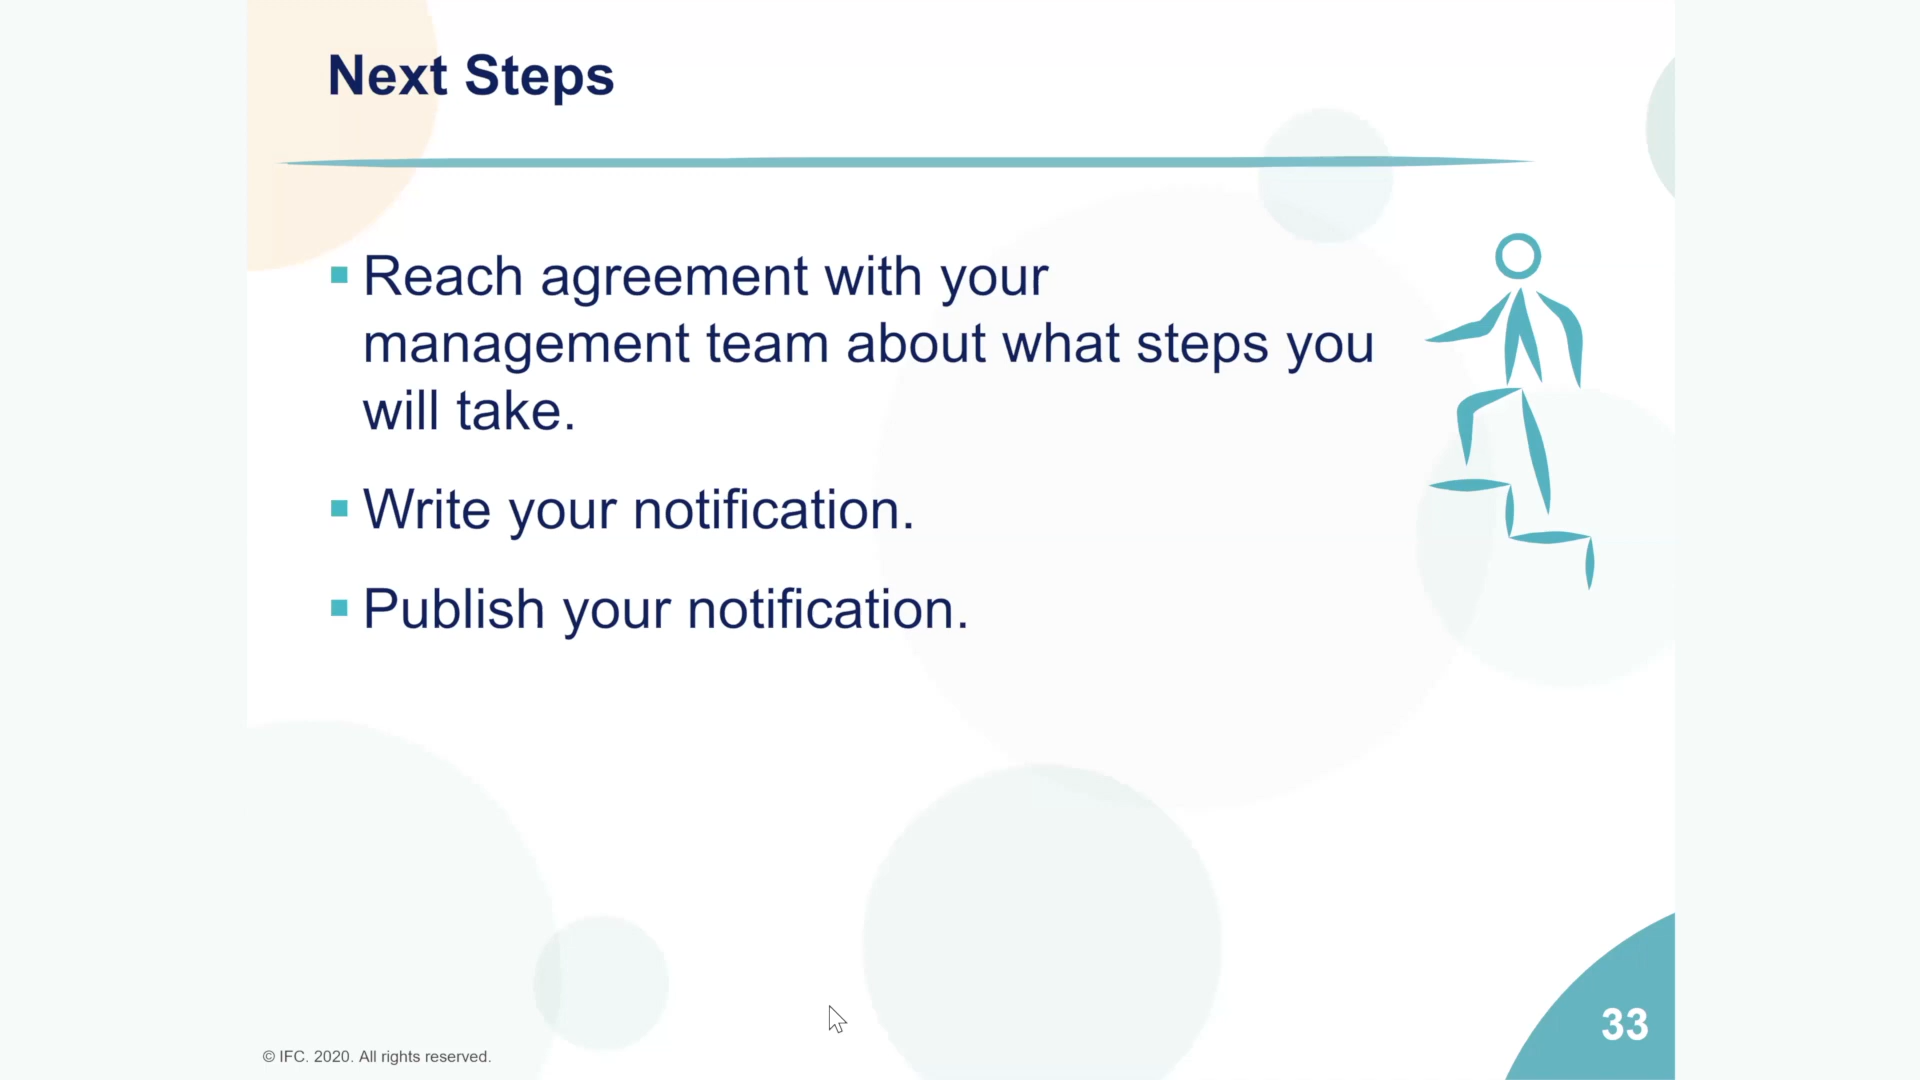 Next Steps
Reach agreement with your
management team about what steps you
will take.
Write your notification.
Publish your notification.
33
© IFC. 2020. All rights reserved.